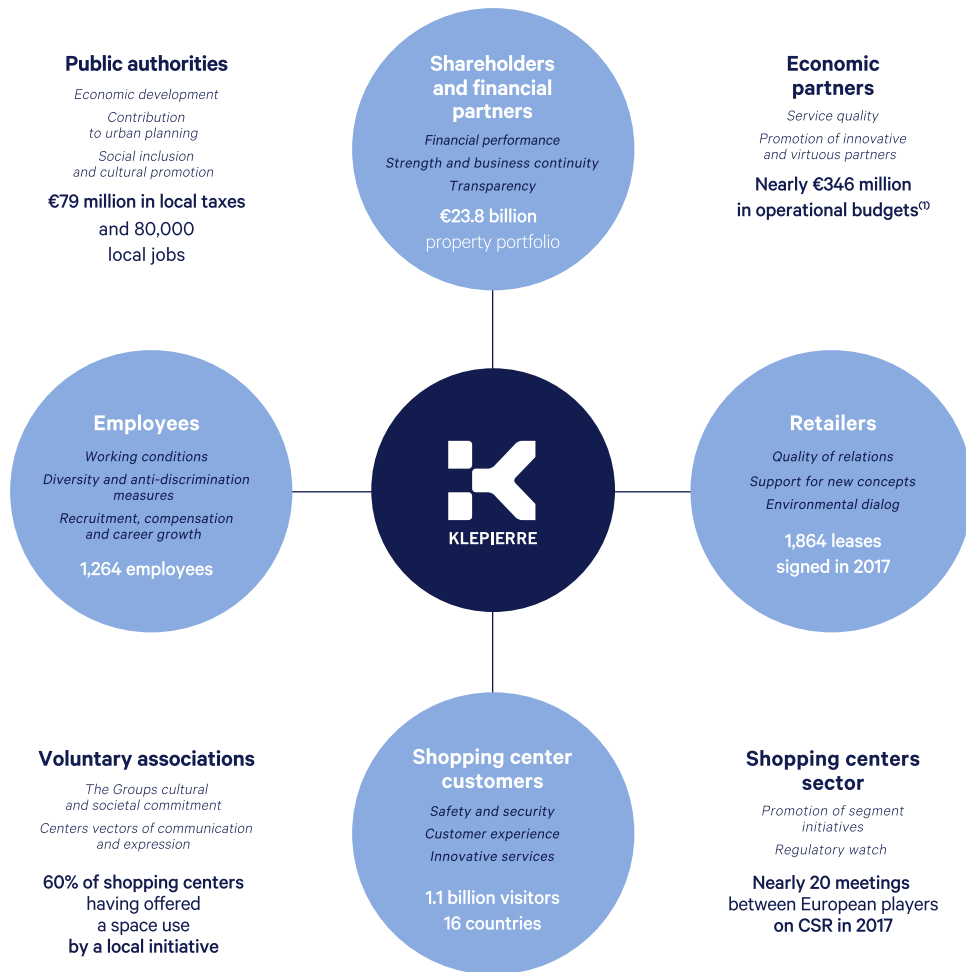 Public authorities
Economic development
Contribution
to urban planning
Social inclusion
and cultural promotion
€79 million in local taxes
and 80,000
local jobs
Shareholders
and financial
partners
Financial performance
Strength and business continuity
Transparency
€23.8 billion
property portfolio
Economic
partners
Service quality
Promotion of innovative
and virtuous partners
Nearly €346 million
in operational budgets(1)
Employees
Working conditions
Diversity and anti-discrimination
measures
Recruitment, compensation
and career growth
1,264 employees
KLEPIERRE
Retailers
Quality of relations
Support for new concepts
Environmental dialog
1,864 leases
signed in 2017
Voluntary associations
The Groups cultural
and societal commitment
Centers vectors of communication
and expression
60% of shopping centers
having offered
a space use
by a local initiative
Shopping center
customers
Safety and security
Customer experience
Innovative services
1.1 billion visitors
16 countries
Shopping centers
sector
Promotion of segment
initiatives
Regulatory watch
Nearly 20 meetings
between European players
on CSR in 2017